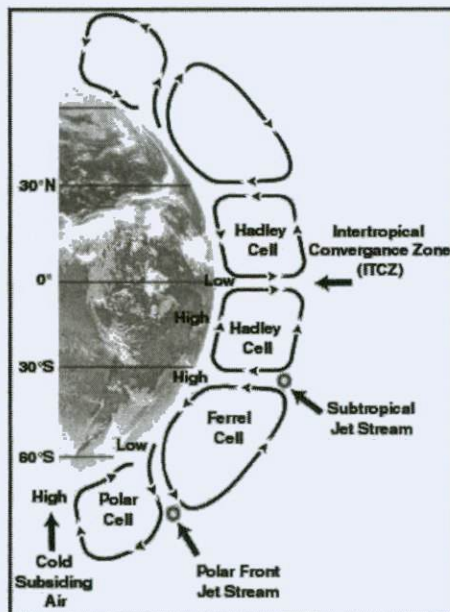 30°N
Hadley
Cell
Intertropical
Convergance Zone
(ITCZ)
0°
Low
High
Hadley
Cell
30°S
High
Subtropical
Jet Stream
Ferrel
Cell
Low
60°S
High
Polar
Cell
Cold
Subsiding
Air
Polar Front
Jet Stream